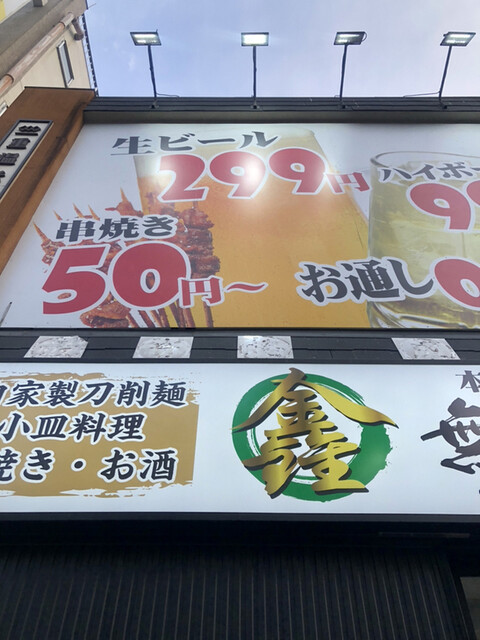 生ビール
299円
ハイボー
99
串焼き
50円〜
お通し
0
自家製刀削麺
小皿料理
焼き・お酒
鑫